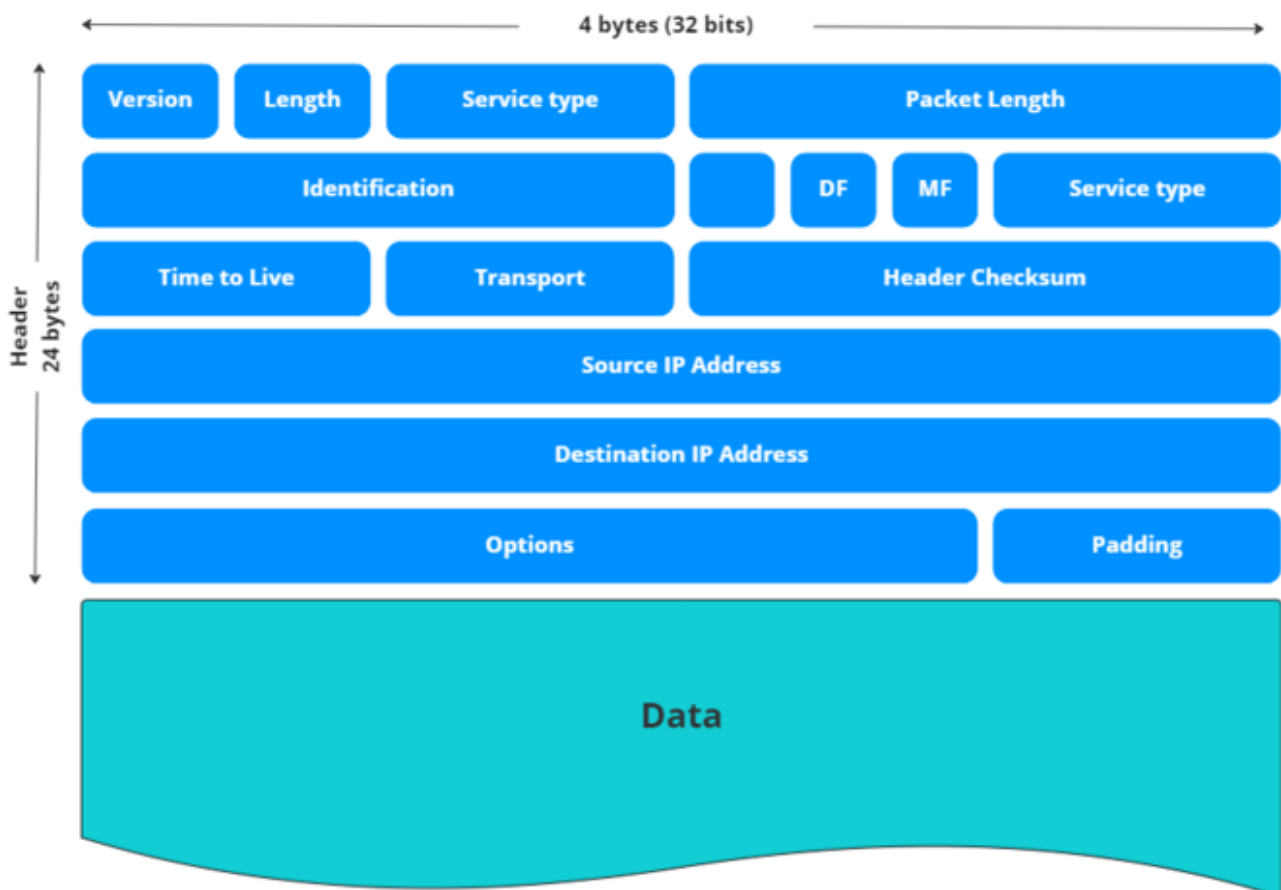 4 bytes (32 bits)
Version Length Service type Packet Length
Identification DF MF Service type
Time to Live Transport Header Checksum
Header
24 bytes
Source IP Address
Destination IP Address
Options Padding
Data